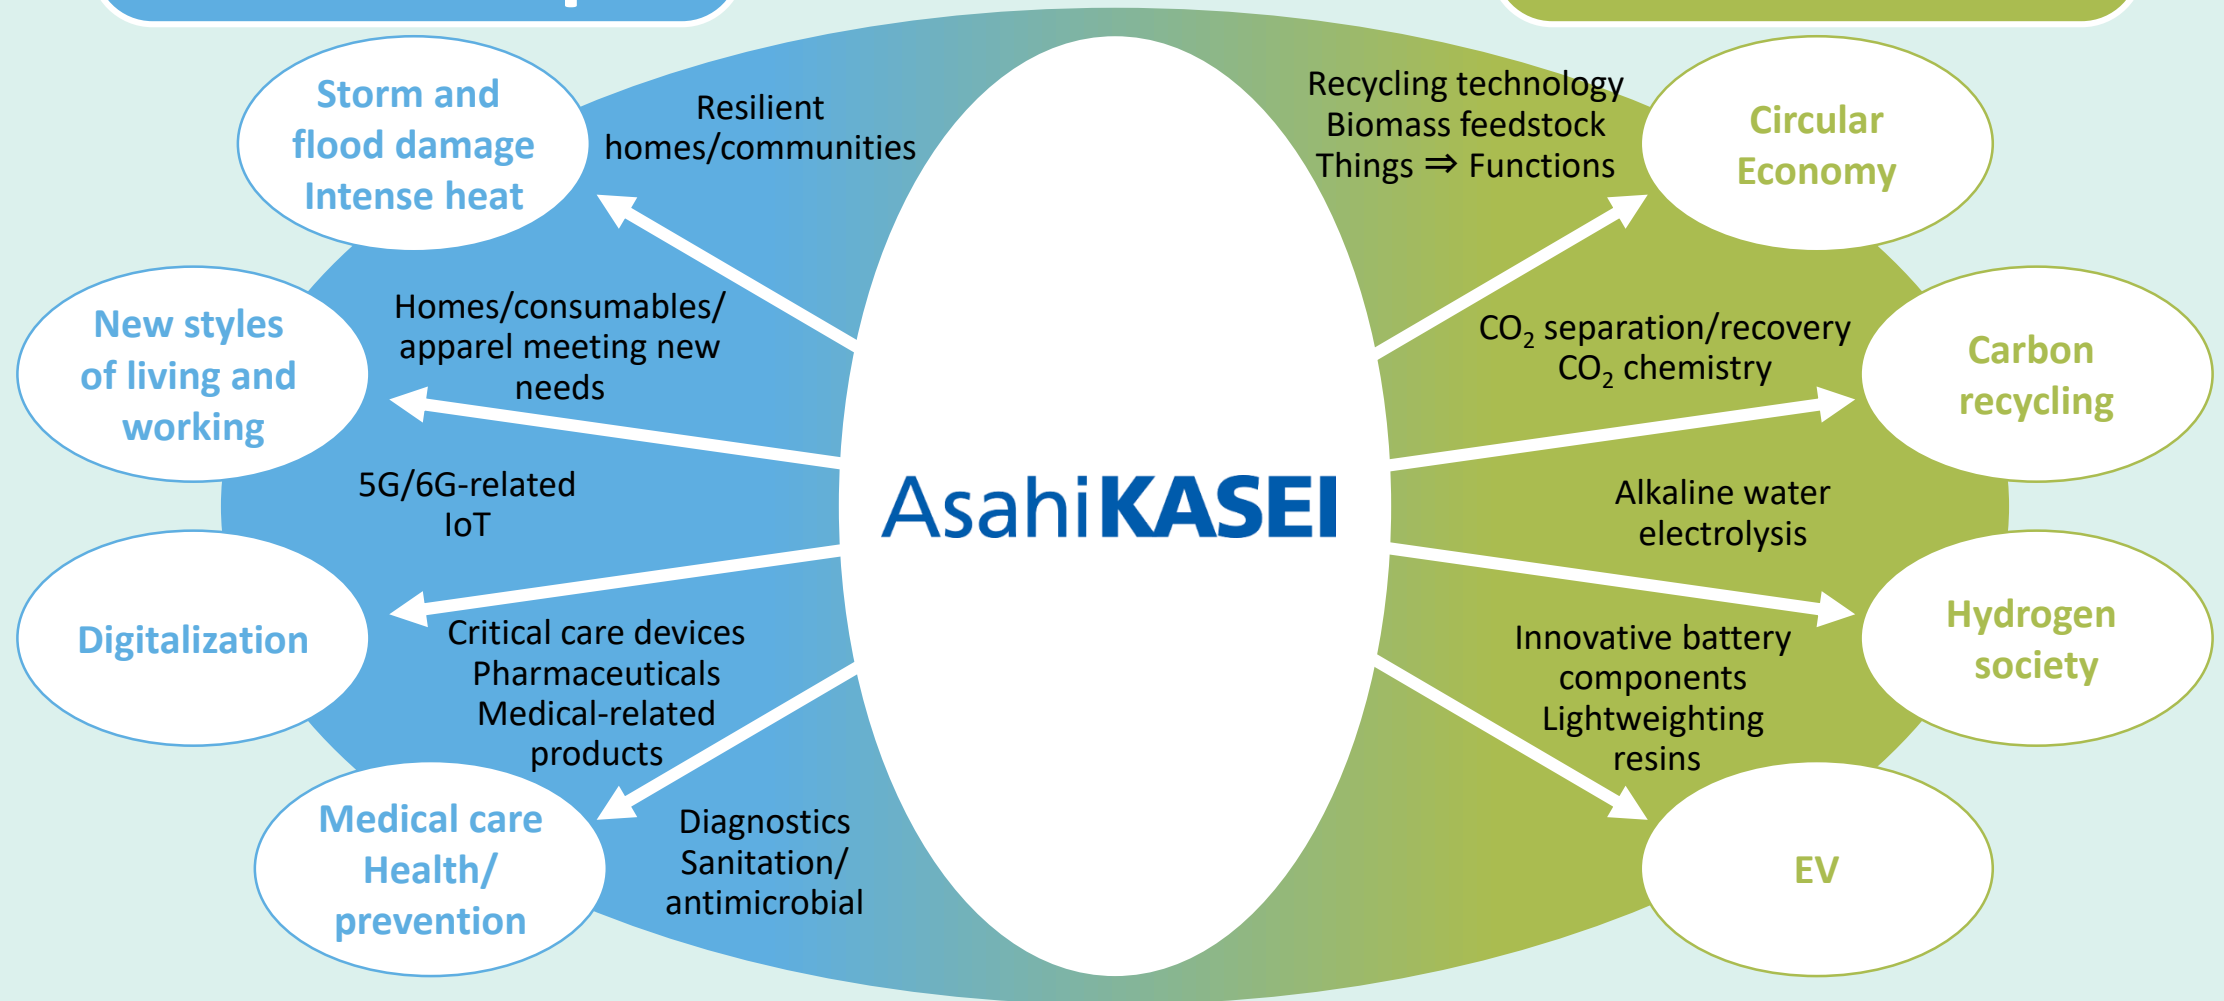 Storm and
flood damage
Intense heat
Resilient
homes/communities
New styles
of living and
working
Homes/consumables/
apparel meeting new
needs
5G/6G-related
IoT
Digitalization
Critical care devices
Pharmaceuticals
Medical-related
products
Medical care
Health/
prevention
Diagnostics
Sanitation/
antimicrobial
AsahiKASEI
Recycling technology
Biomass feedstock
Things ⇒ Functions
Circular
Economy
CO₂ separation/recovery
CO₂ chemistry
Carbon
recycling
Alkaline water
electrolysis
Hydrogen
society
Innovative battery
components
Lightweighting
resins
EV